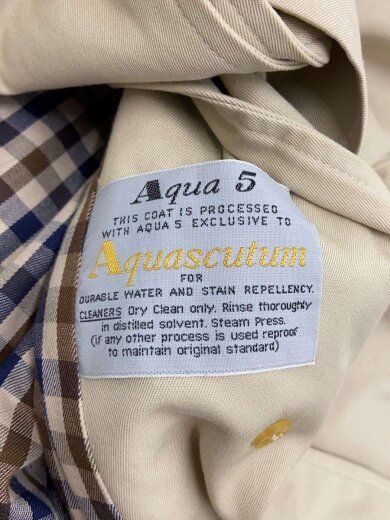 Aqua 5
THIS COAT IS PROCESSED
WITH AQUA 5 EXCLUSIVE TO
Aquascutum
FOR
DURABLE WATER AND STAIN REPELLENCY.
CLEANERS Dry Clean only. Rinse thoroughly
in distilled solvent. Steam Press.
(if any other process is used reproof
to maintain original standard)